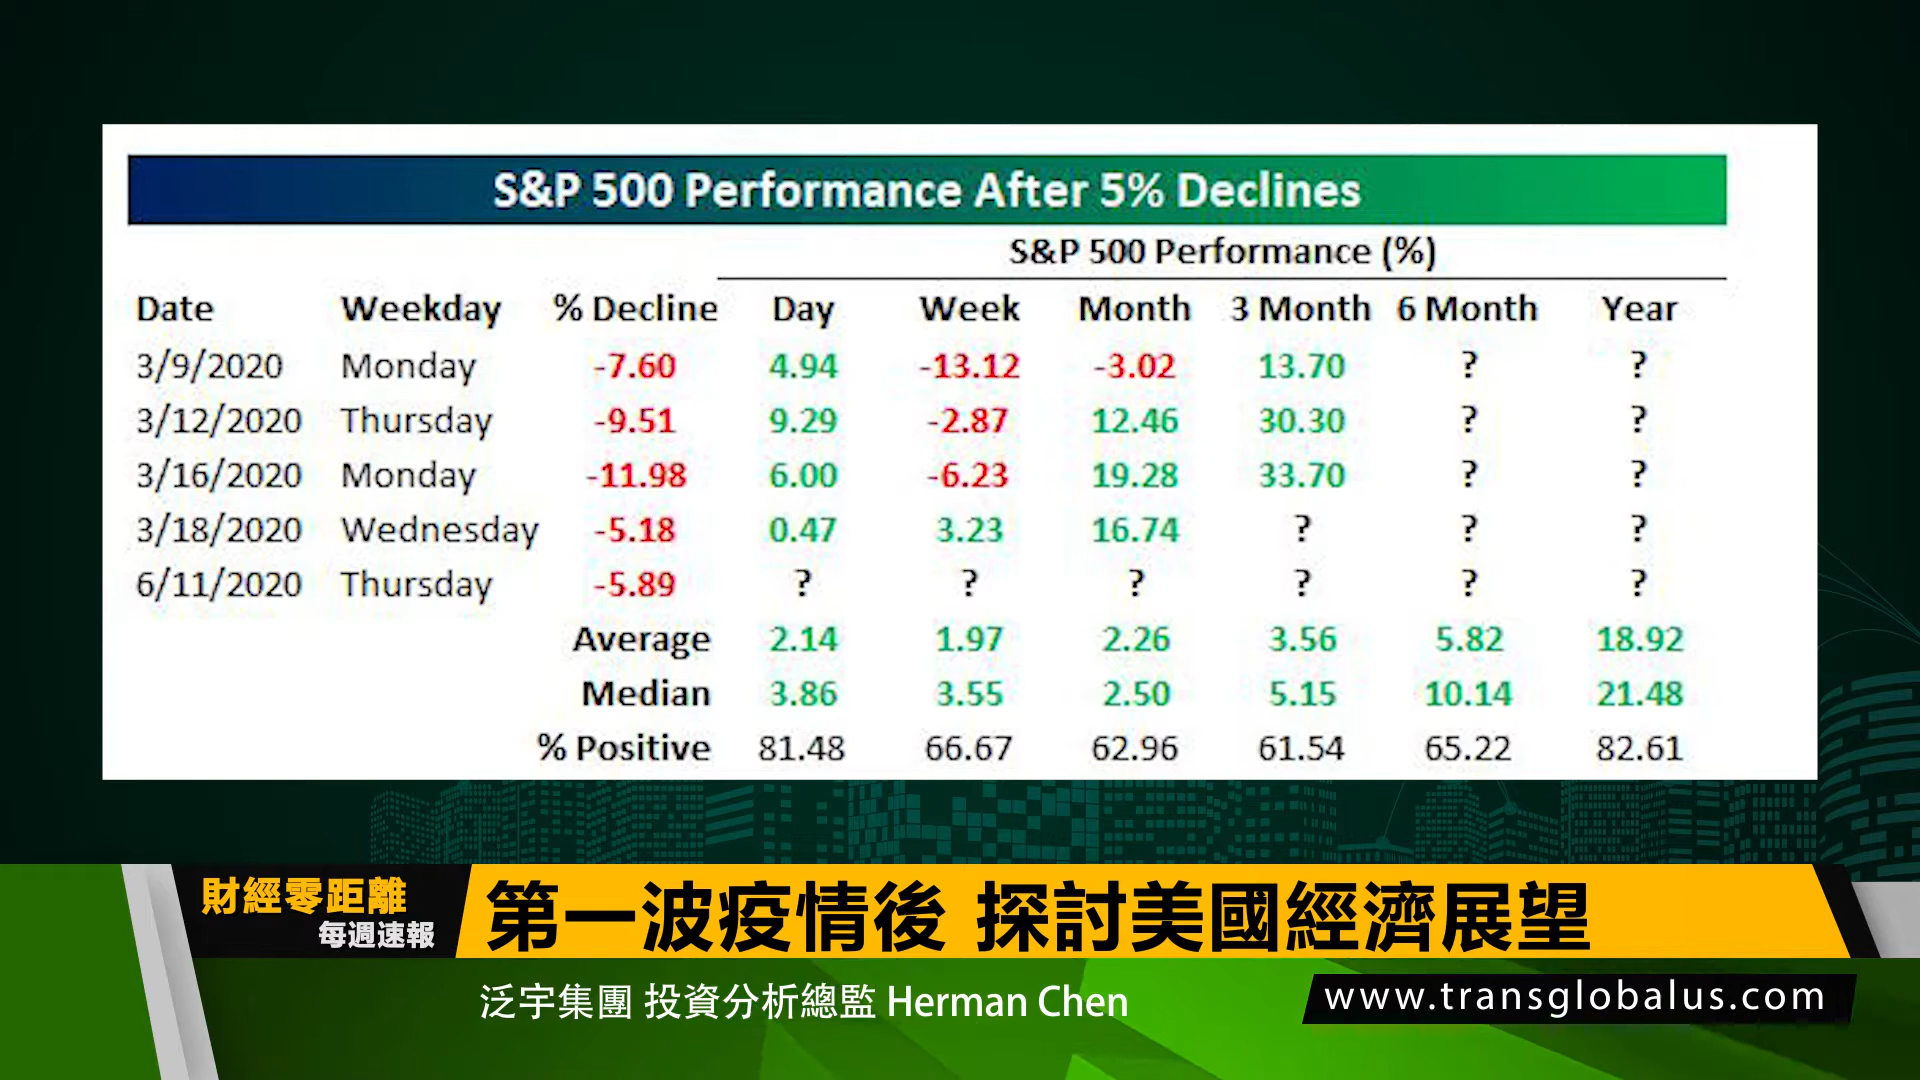 S&P 500 Performance After 5% Declines
S&P 500 Performance (%)
Date Weekday % Decline Day Week Month 3 Month 6 Month Year
3/9/2020 Monday -7.60 4.94 -13.12 -3.02 13.70 ? ?
3/12/2020 Thursday -9.51 9.29 -2.87 12.46 30.30 ? ?
3/16/2020 Monday -11.98 6.00 -6.23 19.28 33.70 ? ?
3/18/2020 Wednesday -5.18 0.47 3.23 16.74 ? ? ?
6/11/2020 Thursday -5.89 ? ? ? ? ? ?
Average 2.14 1.97 2.26 3.56 5.82 18.92
Median 3.86 3.55 2.50 5.15 10.14 21.48
% Positive 81.48 66.67 62.96 61.54 65.22 82.61
財經零距離
每週速報
第一波疫情後 探討美國經濟展望
泛宇集團 投資分析總監 Herman Chen
www.transglobalus.com